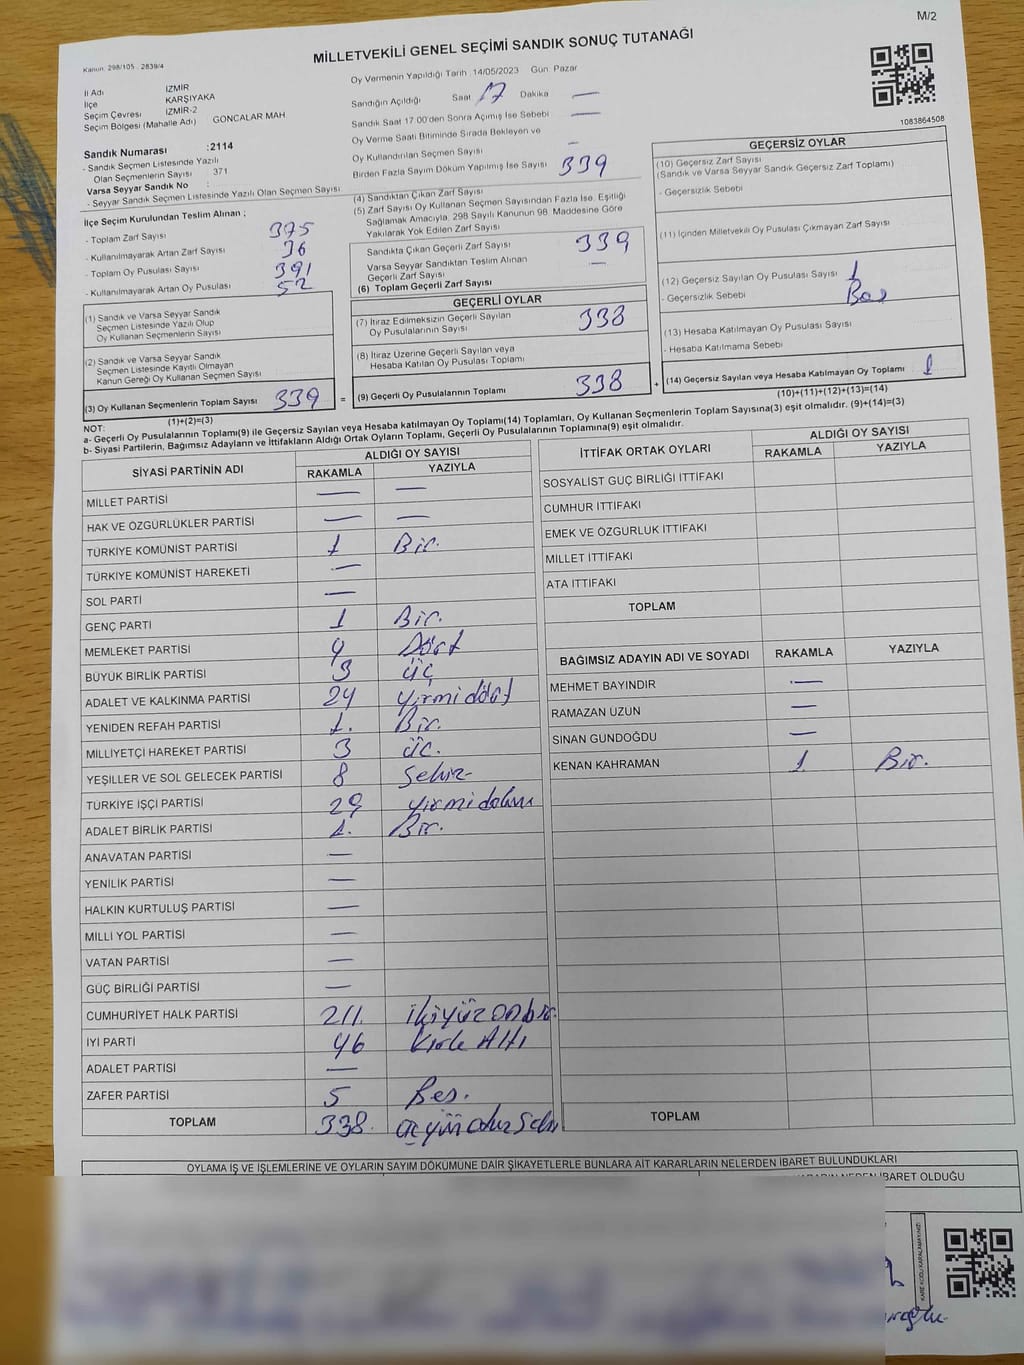 M/2
MİLLETVEKİLİ GENEL SEÇİMİ SANDIK SONUÇ TUTANAĞI
Kanun: 298/105 - 2839/4
İl Adı İZMİR
İlçe KARŞIYAKA
Seçim Çevresi İZMİR-2
Seçim Bölgesi (Mahalle Adı) GONCALAR MAH
Sandık Numarası :2114
- Sandık Seçmen Listesinde Yazılı
Olan Seçmenlerin Sayısı 371
Varsa Seyyar Sandık No :
- Seyyar Sandık Seçmen Listesinde Yazılı Olan Seçmen Sayısı:
İlçe Seçim Kurulundan Teslim Alınan ;
- Toplam Zarf Sayısı 375
- Kullanılmayarak Artan Zarf Sayısı 36
- Toplam Oy Pusulası Sayısı 391
- Kullanılmayarak Artan Oy Pusulası 52
(1) Sandık ve Varsa Seyyar Sandık
Seçmen Listesinde Yazılı Olup
Oy Kullanan Seçmenlerin Sayısı
(2) Sandık ve Varsa Seyyar Sandık
Seçmen Listesinde Kayıtlı Olmayan
Kanun Gereği Oy Kullanan Seçmen Sayısı
(3) Oy Kullanan Seçmenlerin Toplam Sayısı 339 =
(1)+(2)=(3)
Oy Vermenin Yapıldığı Tarih :14/05/2023 Gün: Pazar
Sandığın Açıldığı Saat 17 Dakika —
Sandık Saat 17:00'den Sonra Açımış İse Sebebi —
Oy Verme Saati Bitiminde Sırada Bekleyen ve
Oy Kullandırılan Seçmen Sayısı —
Birden Fazla Sayım Döküm Yapılmış İse Sayısı 339
(4) Sandıktan Çıkan Zarf Sayısı
(5) Zarf Sayısı Oy Kullanan Seçmen Sayısından Fazla İse, Eşitliği
Sağlamak Amacıyla, 298 Sayılı Kanunun 98. Maddesine Göre
Yakılarak Yok Edilen Zarf Sayısı
Sandıkta Çıkan Geçerli Zarf Sayısı 339
Varsa Seyyar Sandıktan Teslim Alınan
Geçerli Zarf Sayısı —
(6) Toplam Geçerli Zarf Sayısı
GEÇERLİ OYLAR
(7) İtiraz Edilmeksizin Geçerli Sayılan
Oy Pusulalarının Sayısı 338
(8) İtiraz Üzerine Geçerli Sayılan veya
Hesaba Katılan Oy Pusulası Toplamı
(9) Geçerli Oy Pusulalarının Toplamı 338 +
1083864508
GEÇERSİZ OYLAR
(10) Geçersiz Zarf Sayısı
(Sandık ve Varsa Seyyar Sandık Geçersiz Zarf Toplamı)
- Geçersizlik Sebebi
(11) İçinden Milletvekili Oy Pusulası Çıkmayan Zarf Sayısı
(12) Geçersiz Sayılan Oy Pusulası Sayısı 1
- Geçersizlik Sebebi Boş
(13) Hesaba Katılmayan Oy Pusulası Sayısı
- Hesaba Katılmama Sebebi
(14) Geçersiz Sayılan veya Hesaba Katılmayan Oy Toplamı 1
(10)+(11)+(12)+(13)=(14)
NOT:
a- Geçerli Oy Pusulalarının Toplamı(9) ile Geçersiz Sayılan veya Hesaba katılmayan Oy Toplamı(14) Toplamları, Oy Kullanan Seçmenlerin Toplam Sayısına(3) eşit olmalıdır. (9)+(14)=(3)
b- Siyasi Partilerin, Bağımsız Adayların ve İttifakların Aldığı Ortak Oyların Toplamı, Geçerli Oy Pusulalarının Toplamına(9) eşit olmalıdır.
SİYASİ PARTİNİN ADI ALDIĞI OY SAYISI
RAKAMLA YAZIYLA
MİLLET PARTİSİ — —
HAK VE ÖZGÜRLÜKLER PARTİSİ — —
TÜRKİYE KOMÜNİST PARTİSİ 1 Bir.
TÜRKİYE KOMÜNİST HAREKETİ —
SOL PARTİ —
GENÇ PARTİ 1 Bir.
MEMLEKET PARTİSİ 4 Dört
BÜYÜK BİRLİK PARTİSİ 3 üç
ADALET VE KALKINMA PARTİSİ 24 yirmi dört
YENİDEN REFAH PARTİSİ 1. Bir.
MİLLİYETÇİ HAREKET PARTİSİ 3 üç.
YEŞİLLER VE SOL GELECEK PARTİSİ 8 Sekiz
TÜRKİYE İŞÇİ PARTİSİ 29 yirmi dokuz
ADALET BİRLİK PARTİSİ 1. Bir.
ANAVATAN PARTİSİ —
YENİLİK PARTİSİ —
HALKIN KURTULUŞ PARTİSİ —
MİLLİ YOL PARTİSİ —
VATAN PARTİSİ —
GÜÇ BİRLİĞİ PARTİSİ —
CUMHURİYET HALK PARTİSİ 211. ikiyüz onbir.
İYİ PARTİ 46 Kırk Altı
ADALET PARTİSİ —
ZAFER PARTİSİ 5 Beş.
TOPLAM 338.
İTTİFAK ORTAK OYLARI ALDIĞI OY SAYISI
RAKAMLA YAZIYLA
SOSYALİST GÜÇ BİRLİĞİ İTTİFAKI
CUMHUR İTTİFAKI
EMEK VE ÖZGÜRLÜK İTTİFAKI
MİLLET İTTİFAKI
ATA İTTİFAKI
TOPLAM
BAĞIMSIZ ADAYIN ADI VE SOYADI RAKAMLA YAZIYLA
MEHMET BAYINDIR —
RAMAZAN UZUN —
SİNAN GÜNDOĞDU —
KENAN KAHRAMAN 1 Bir.
TOPLAM
OYLAMA İŞ VE İŞLEMLERİNE VE OYLARIN SAYIM DÖKÜMÜNE DAİR ŞİKAYETLERLE BUNLARA AİT KARARLARIN NELERDEN İBARET BULUNDUKLARI
İBARET OLDUĞU
KARE KODU KARALAMAYINIZ!